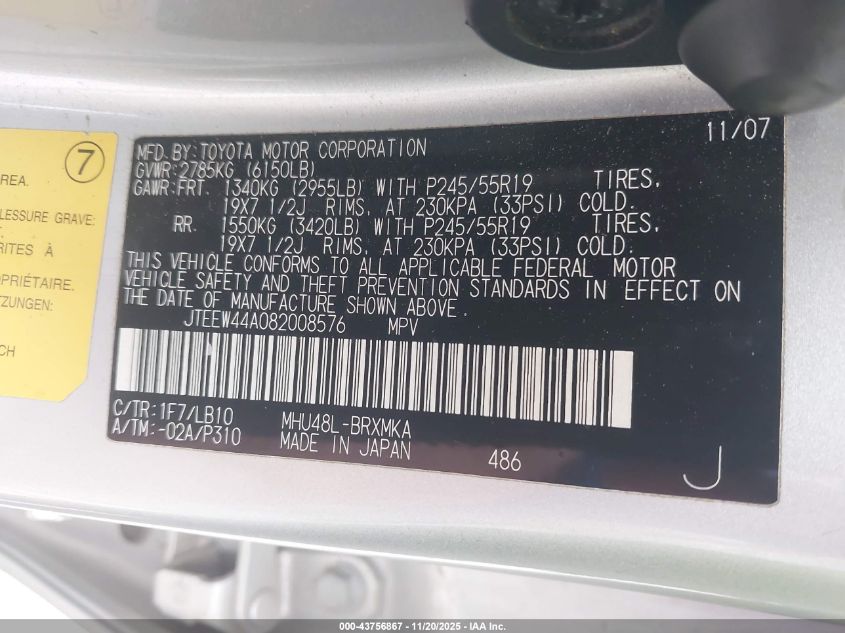 7
REA.
LESSURE GRAVE:
RITES À
OPRIÉTAIRE.
TZUNGEN:
CH
11/07
MFD.BY:TOYOTA MOTOR CORPORATION
GVWR:2785KG (6150LB)
GAWR:FRT. 1340KG (2955LB) WITH P245/55R19 TIRES,
19X7 1/2J RIMS, AT 230KPA (33PSI) COLD.
RR. 1550KG (3420LB) WITH P245/55R19 TIRES,
19X7 1/2J RIMS, AT 230KPA (33PSI) COLD.
THIS VEHICLE CONFORMS TO ALL APPLICABLE FEDERAL MOTOR
VEHICLE SAFETY AND THEFT PREVENTION STANDARDS IN EFFECT ON
THE DATE OF MANUFACTURE SHOWN ABOVE.
JTEEW44A082008576 MPV
C/TR:1F7/LB10 MHU48L-BRXMKA
A/TM:-02A/P310 MADE IN JAPAN 486
J
000-43756867 - 11/20/2025 - IAA Inc.